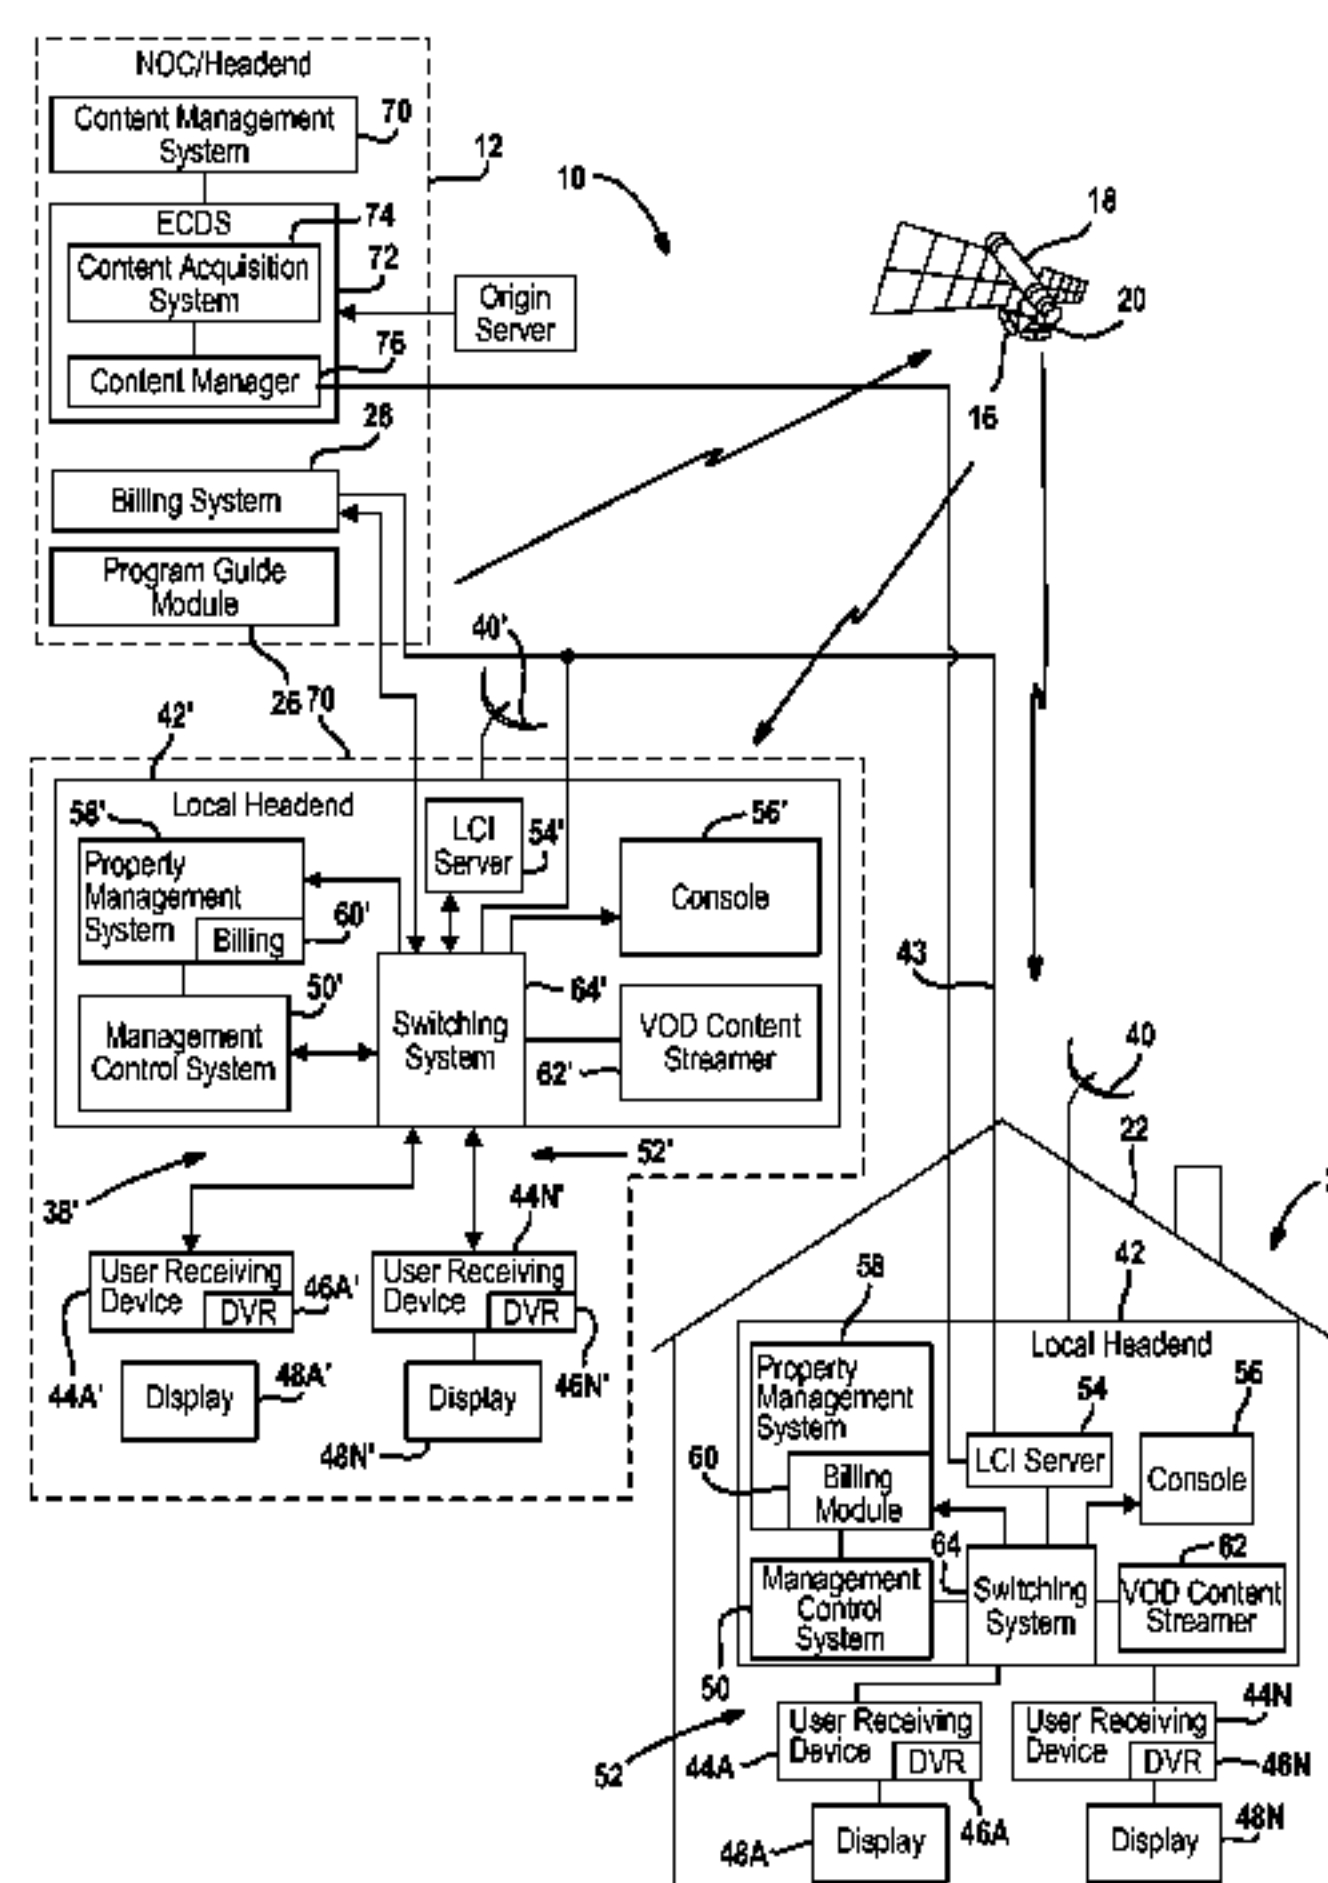 NOC/Headend
Content Management
System
70
12
10
ECDS
74
Content Acquisition
System
72
Origin
Server
76
Content Manager
18
20
16
28
Billing System
Program Guide
Module
26
70
40'
42'
Local Headend
58'
Property
Management
System
Billing
60'
LCI
Server
54'
56'
Console
50'
Management
Control System
Switching
System
64'
VOD Content
Streamer
62'
43
40
22
38'
52'
44N'
User Receiving
Device
DVR
46A'
44A'
User Receiving
Device
DVR
46N'
Display
48A'
Display
48N'
42
Local Headend
58
Property
Management
System
60
Billing
Module
54
LCI Server
56
Console
64
Management
Control
System
50
Switching
System
62
VOD Content
Streamer
52
User Receiving
Device
DVR
44A
46A
User Receiving
Device
DVR
44N
46N
Display
48A
Display
48N